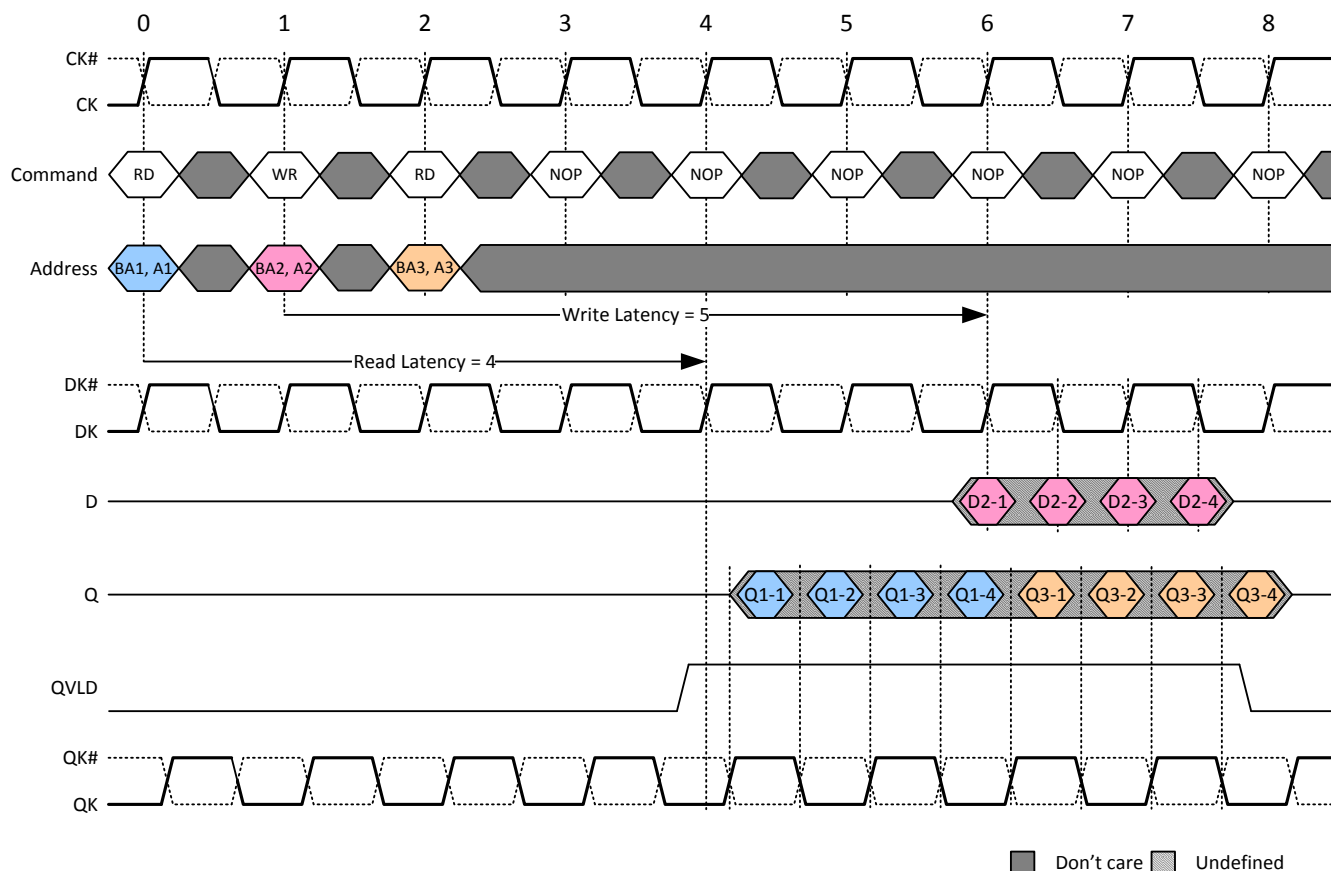 0 1 2 3 4 5 6 7 8
CK#
CK
Command RD WR RD NOP NOP NOP NOP NOP NOP
Address BA1, A1 BA2, A2 BA3, A3
Write Latency = 5
Read Latency = 4
DK#
DK
D D2-1 D2-2 D2-3 D2-4
Q Q1-1 Q1-2 Q1-3 Q1-4 Q3-1 Q3-2 Q3-3 Q3-4
QVLD
QK#
QK
Don't care Undefined